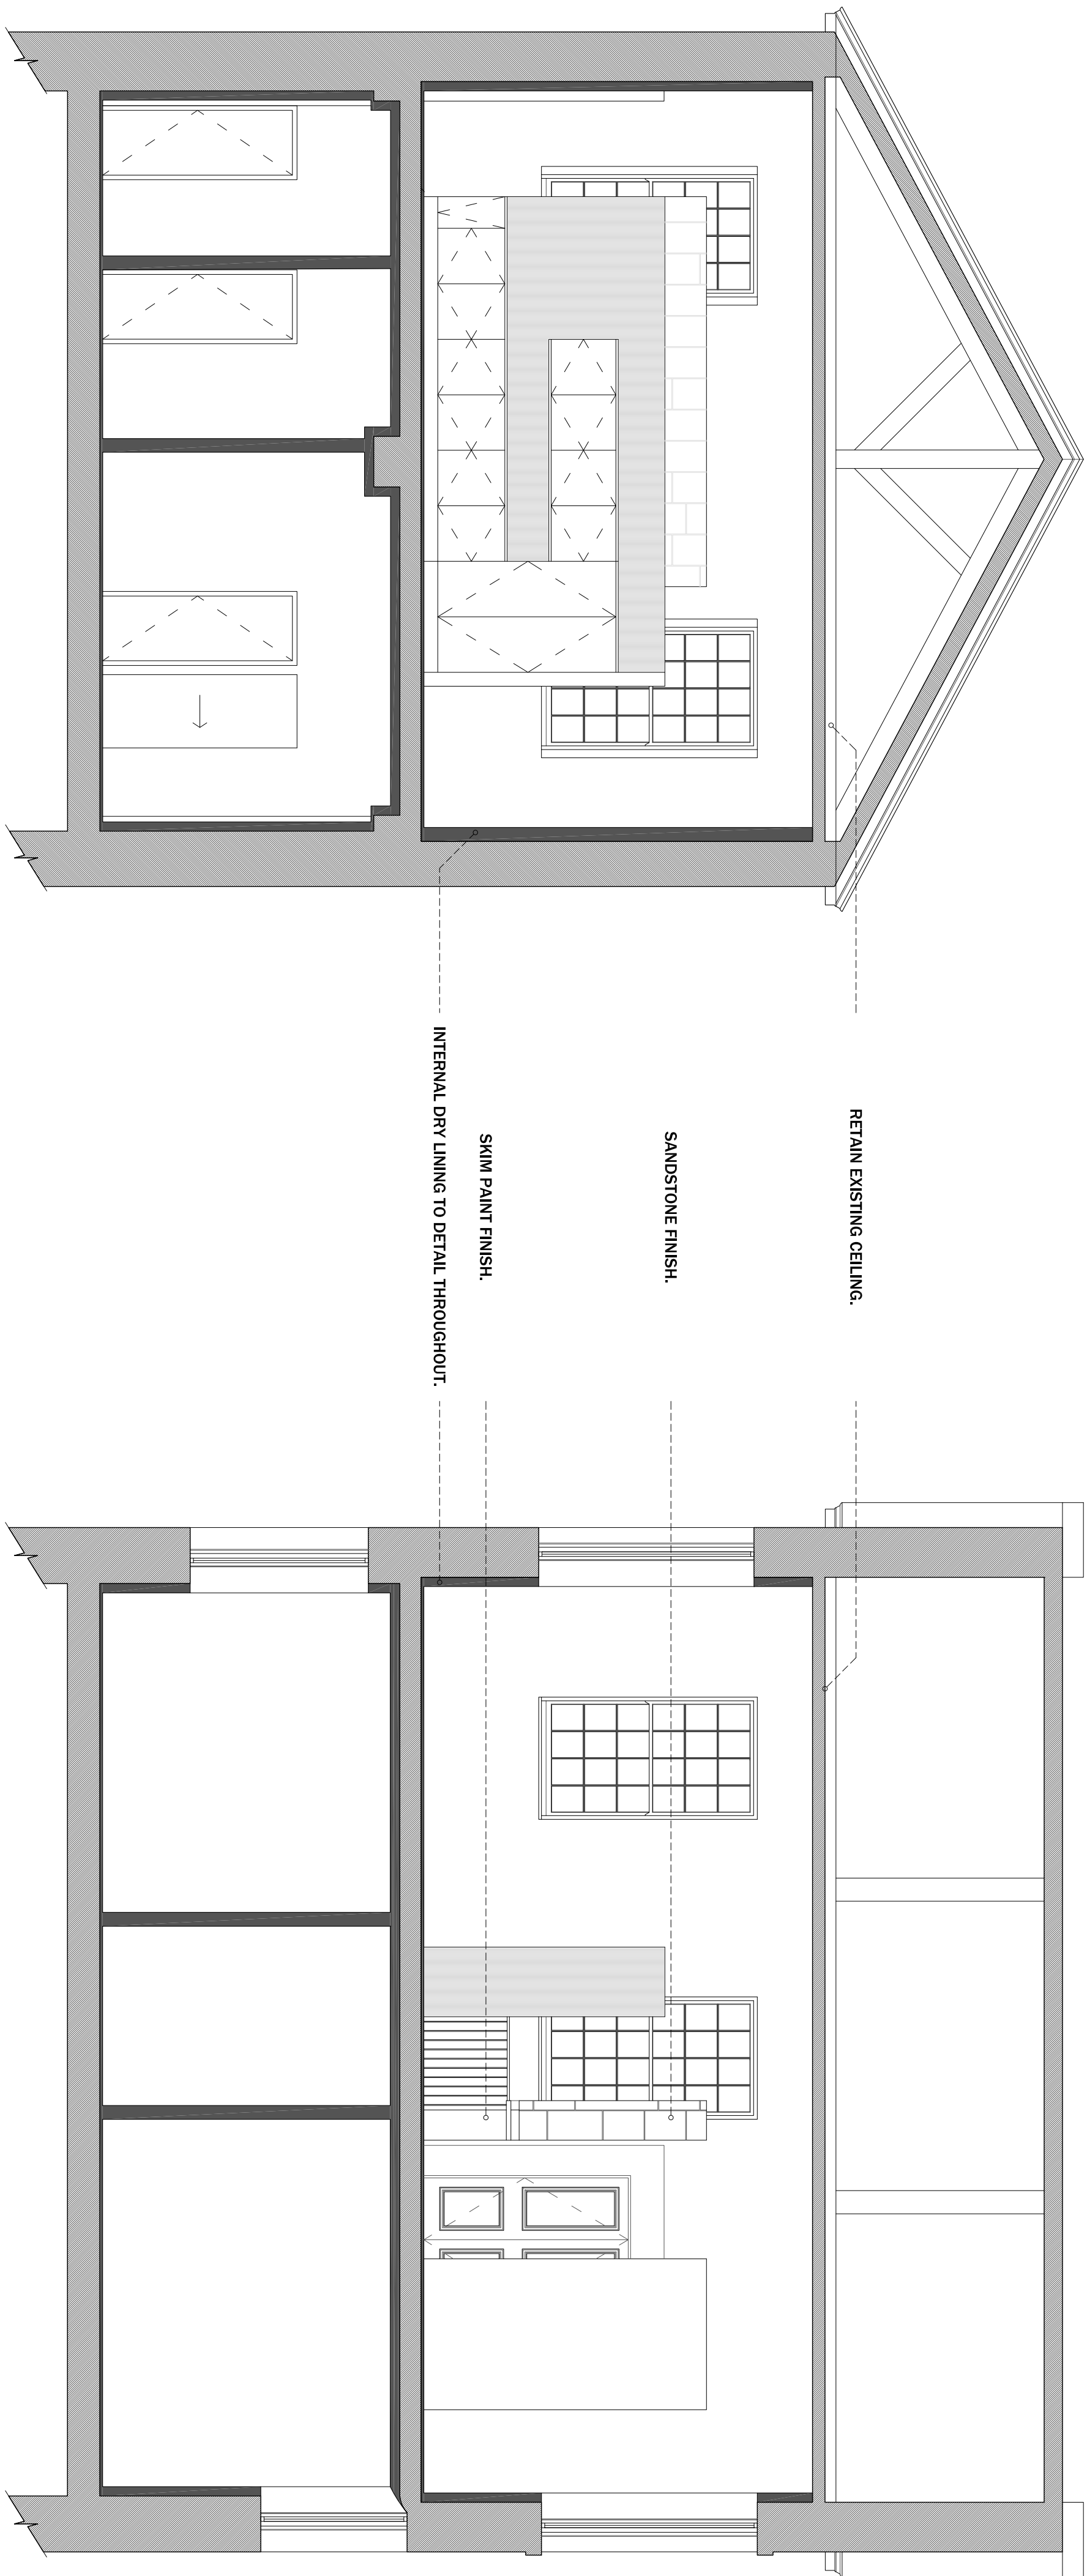 RETAIN EXISTING CEILING.
SANDSTONE FINISH.
SKIM PAINT FINISH.
INTERNAL DRY LINING TO DETAIL THROUGHOUT.